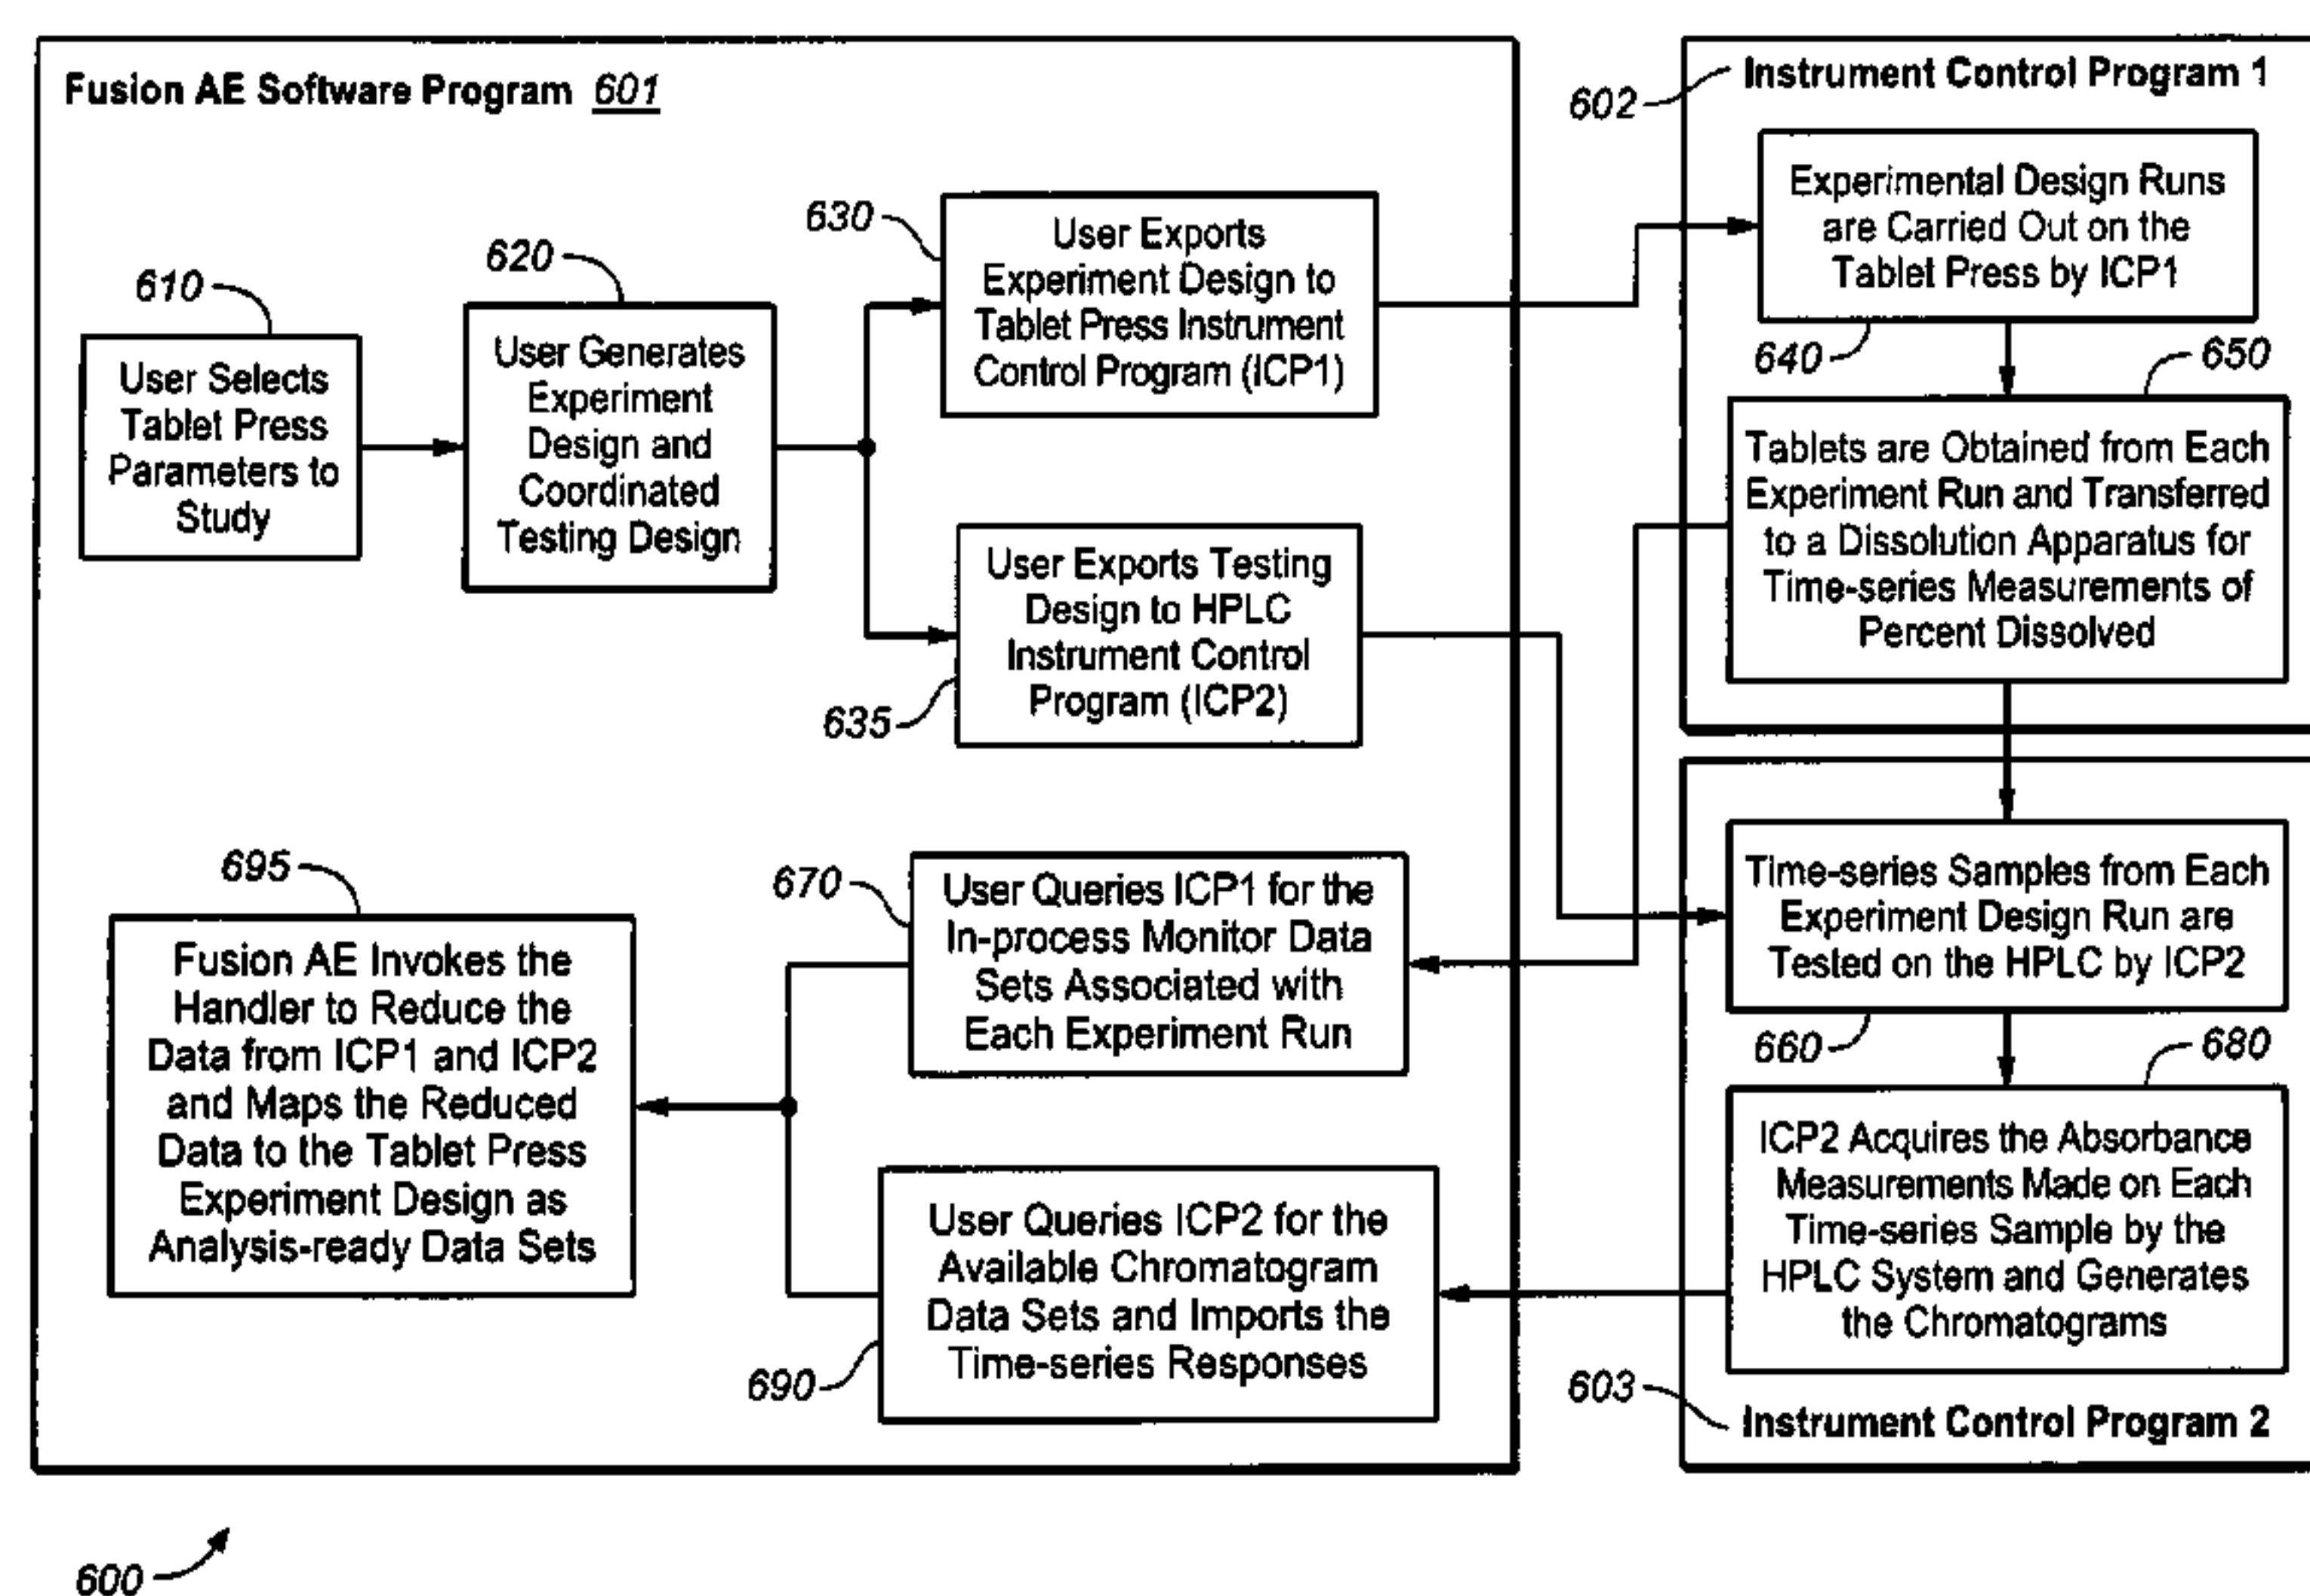 Fusion AE Software Program 601
610
User Selects
Tablet Press
Parameters to
Study
620
User Generates
Experiment
Design and
Coordinated
Testing Design
630
User Exports
Experiment Design to
Tablet Press Instrument
Control Program (ICP1)
User Exports Testing
Design to HPLC
Instrument Control
Program (ICP2)
635
602
Instrument Control Program 1
Experimental Design Runs
are Carried Out on the
Tablet Press by ICP1
640
650
Tablets are Obtained from Each
Experiment Run and Transferred
to a Dissolution Apparatus for
Time-series Measurements of
Percent Dissolved
Time-series Samples from Each
Experiment Design Run are
Tested on the HPLC by ICP2
660
680
ICP2 Acquires the Absorbance
Measurements Made on Each
Time-series Sample by the
HPLC System and Generates
the Chromatograms
603
Instrument Control Program 2
670
User Queries ICP1 for the
In-process Monitor Data
Sets Associated with
Each Experiment Run
User Queries ICP2 for the
Available Chromatogram
Data Sets and Imports the
Time-series Responses
690
695
Fusion AE Invokes the
Handler to Reduce the
Data from ICP1 and ICP2
and Maps the Reduced
Data to the Tablet Press
Experiment Design as
Analysis-ready Data Sets
600